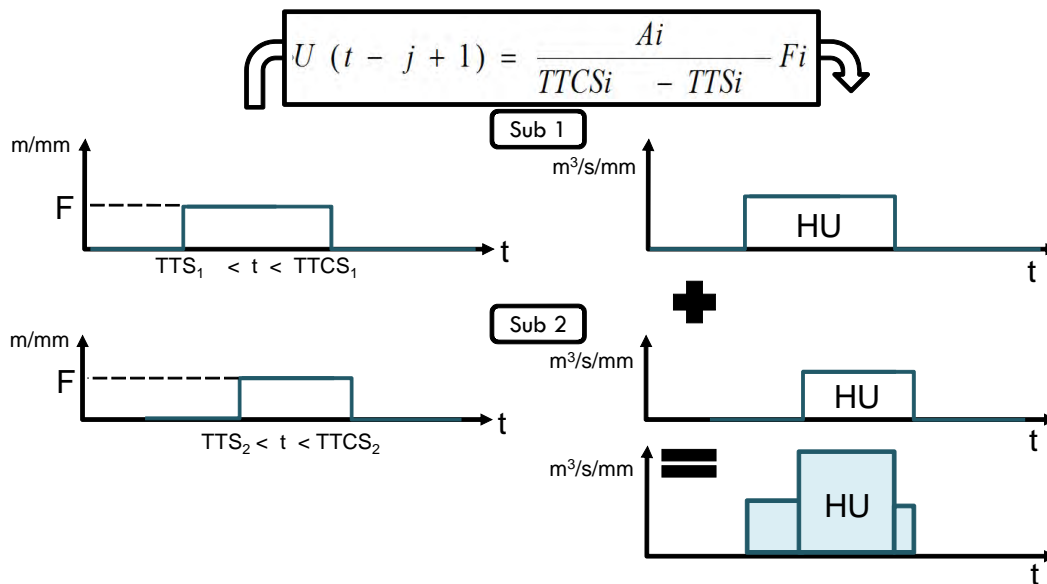 U (t − j + 1) = Ai / TTCSi − TTSi Fi
Sub 1
m/mm
F
t
TTS₁ < t < TTCS₁
m³/s/mm
HU
t
Sub 2
m/mm
F
t
TTS₂ < t < TTCS₂
m³/s/mm
HU
t
m³/s/mm
HU
t